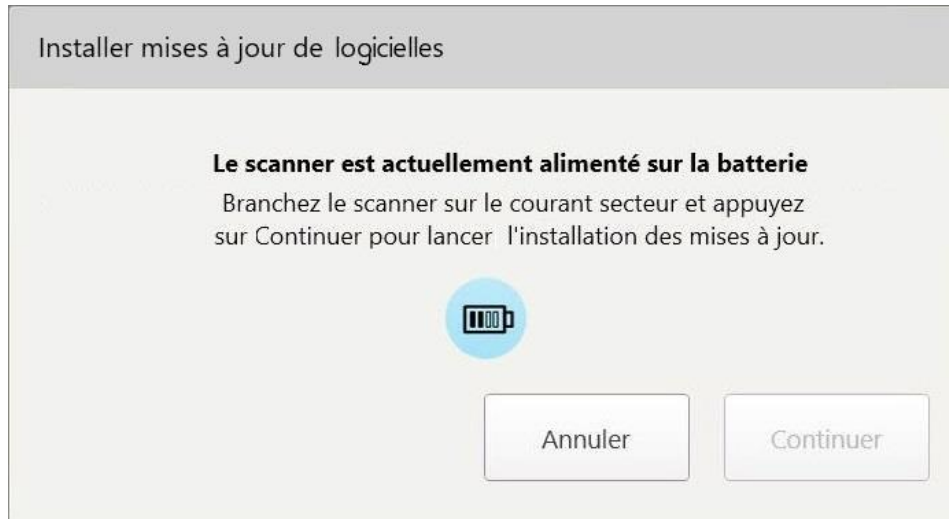 Installer mises à jour de logicielles
Le scanner est actuellement alimenté sur la batterie
Branchez le scanner sur le courant secteur et appuyez
sur Continuer pour lancer l'installation des mises à jour.
Annuler
Continuer